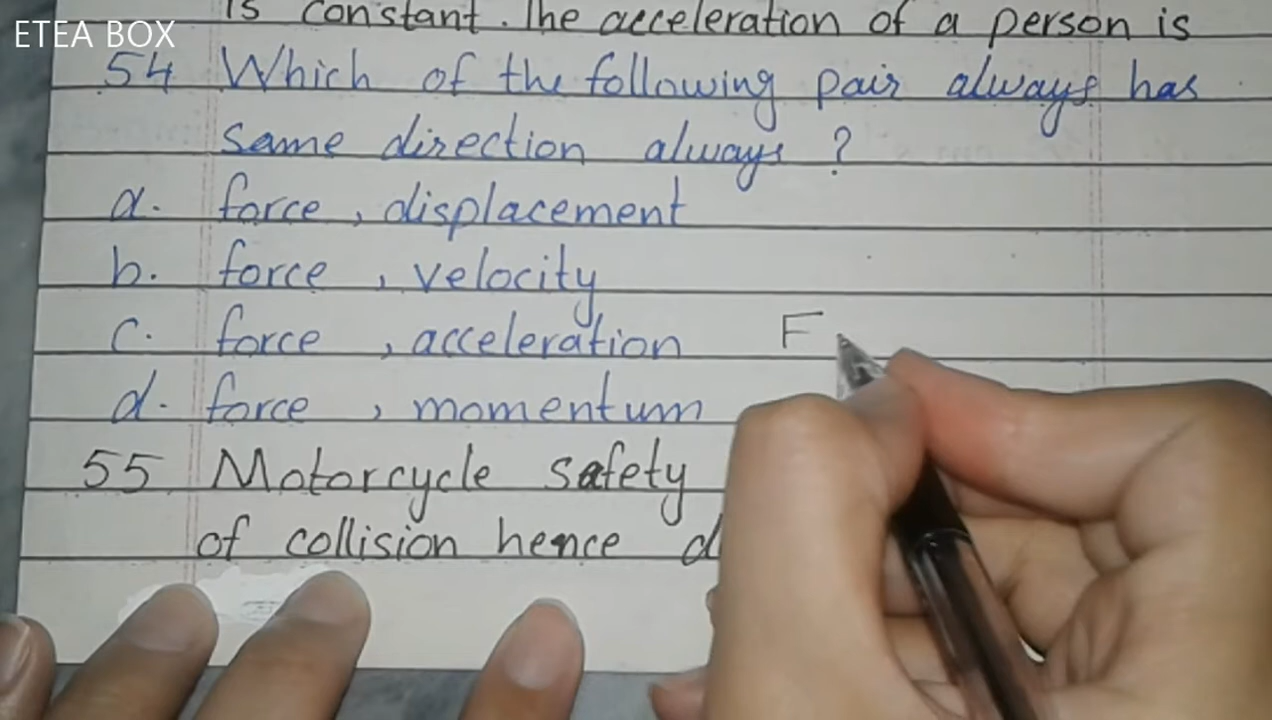 ETEA BOX
is constant. The acceleration of a person is
54 Which of the following pair always has
same direction always ?
a. force, displacement
b. force, velocity
c. force, acceleration F
d. force, momentum
55 Motorcycle safety
of collision hence d